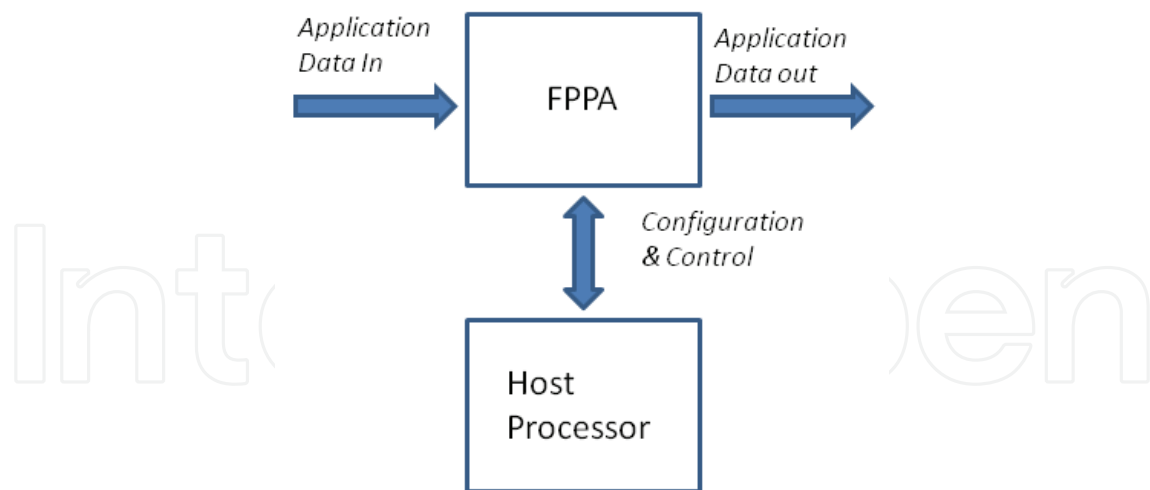 Application
Data In
FPPA
Application
Data out
Configuration
& Control
Host
Processor